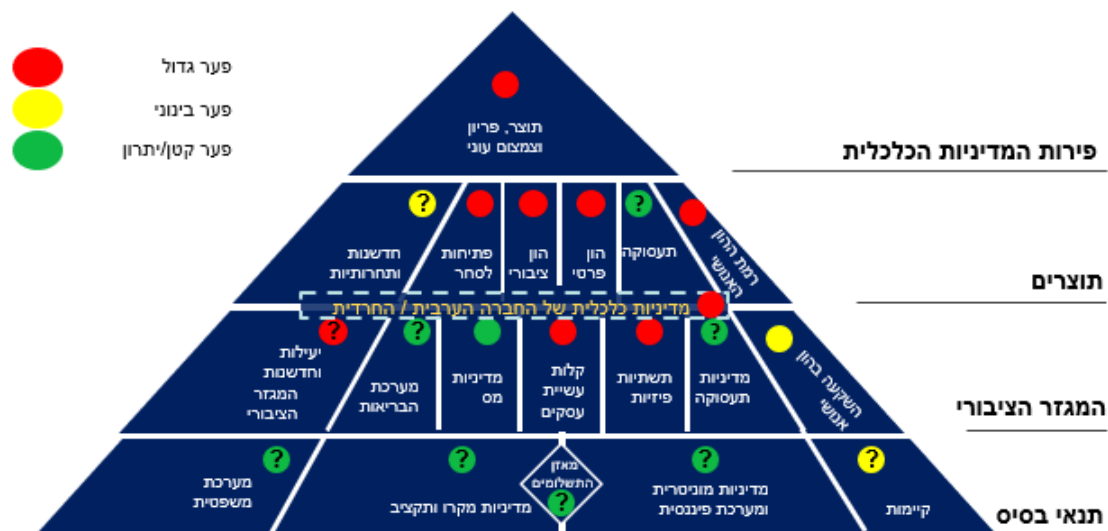 פער גדול
פער בינוני
פער קטן/יתרון
תוצר, פריון
וצמצום עוני
פירות המדיניות הכלכלית
רמת ההון
האנושי
?
תעסוקה
הון
פרטי
הון
ציבורי
פתיחות
לסחר
?
חדשנות
ותחרותיות
תוצרים
מדיניות כלכלית של החברה הערבית / החרדית
השקעה בהון
אנושי
?
מדיניות
תעסוקה
תשתיות
פיזיות
קלות
עשיית
עסקים
מדיניות
מס
?
מערכת
הבריאות
?
יעילות
וחדשנות
המגזר
הציבורי
המגזר הציבורי
?
קיימות
?
מדיניות מוניטרית
ומערכת פיננסית
מאזן
התשלומים
?
?
מדיניות מקרו ותקציב
?
מערכת
משפטית
תנאי בסיס